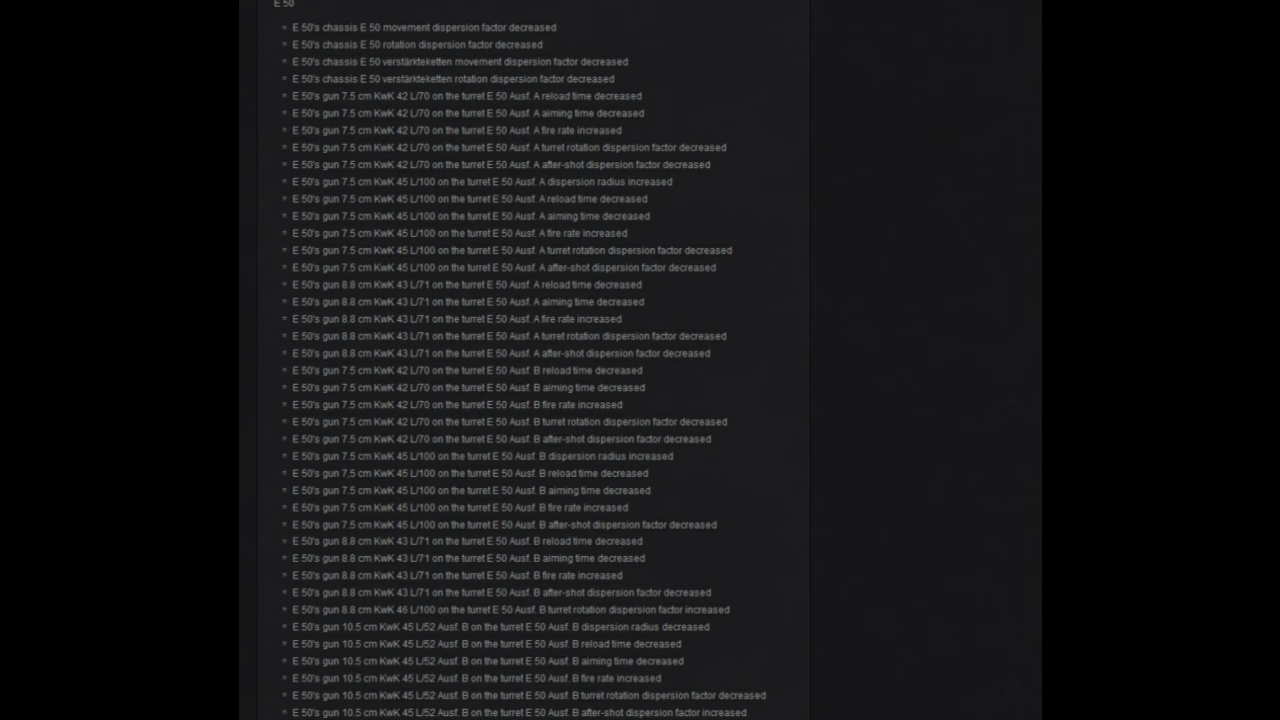 E 50
E 50's chassis E 50 movement dispersion factor decreased
E 50's chassis E 50 rotation dispersion factor decreased
E 50's chassis E 50 verstärkteketten movement dispersion factor decreased
E 50's chassis E 50 verstärkteketten rotation dispersion factor decreased
E 50's gun 7.5 cm KwK 42 L/70 on the turret E 50 Ausf. A reload time decreased
E 50's gun 7.5 cm KwK 42 L/70 on the turret E 50 Ausf. A aiming time decreased
E 50's gun 7.5 cm KwK 42 L/70 on the turret E 50 Ausf. A fire rate increased
E 50's gun 7.5 cm KwK 42 L/70 on the turret E 50 Ausf. A turret rotation dispersion factor decreased
E 50's gun 7.5 cm KwK 42 L/70 on the turret E 50 Ausf. A after-shot dispersion factor decreased
E 50's gun 7.5 cm KwK 45 L/100 on the turret E 50 Ausf. A dispersion radius increased
E 50's gun 7.5 cm KwK 45 L/100 on the turret E 50 Ausf. A reload time decreased
E 50's gun 7.5 cm KwK 45 L/100 on the turret E 50 Ausf. A aiming time decreased
E 50's gun 7.5 cm KwK 45 L/100 on the turret E 50 Ausf. A fire rate increased
E 50's gun 7.5 cm KwK 45 L/100 on the turret E 50 Ausf. A turret rotation dispersion factor decreased
E 50's gun 7.5 cm KwK 45 L/100 on the turret E 50 Ausf. A after-shot dispersion factor decreased
E 50's gun 8.8 cm KwK 43 L/71 on the turret E 50 Ausf. A reload time decreased
E 50's gun 8.8 cm KwK 43 L/71 on the turret E 50 Ausf. A aiming time decreased
E 50's gun 8.8 cm KwK 43 L/71 on the turret E 50 Ausf. A fire rate increased
E 50's gun 8.8 cm KwK 43 L/71 on the turret E 50 Ausf. A turret rotation dispersion factor decreased
E 50's gun 8.8 cm KwK 43 L/71 on the turret E 50 Ausf. A after-shot dispersion factor decreased
E 50's gun 7.5 cm KwK 42 L/70 on the turret E 50 Ausf. B reload time decreased
E 50's gun 7.5 cm KwK 42 L/70 on the turret E 50 Ausf. B aiming time decreased
E 50's gun 7.5 cm KwK 42 L/70 on the turret E 50 Ausf. B fire rate increased
E 50's gun 7.5 cm KwK 42 L/70 on the turret E 50 Ausf. B turret rotation dispersion factor decreased
E 50's gun 7.5 cm KwK 42 L/70 on the turret E 50 Ausf. B after-shot dispersion factor decreased
E 50's gun 7.5 cm KwK 45 L/100 on the turret E 50 Ausf. B dispersion radius increased
E 50's gun 7.5 cm KwK 45 L/100 on the turret E 50 Ausf. B reload time decreased
E 50's gun 7.5 cm KwK 45 L/100 on the turret E 50 Ausf. B aiming time decreased
E 50's gun 7.5 cm KwK 45 L/100 on the turret E 50 Ausf. B fire rate increased
E 50's gun 7.5 cm KwK 45 L/100 on the turret E 50 Ausf. B after-shot dispersion factor decreased
E 50's gun 8.8 cm KwK 43 L/71 on the turret E 50 Ausf. B reload time decreased
E 50's gun 8.8 cm KwK 43 L/71 on the turret E 50 Ausf. B aiming time decreased
E 50's gun 8.8 cm KwK 43 L/71 on the turret E 50 Ausf. B fire rate increased
E 50's gun 8.8 cm KwK 43 L/71 on the turret E 50 Ausf. B after-shot dispersion factor decreased
E 50's gun 8.8 cm KwK 46 L/100 on the turret E 50 Ausf. B turret rotation dispersion factor increased
E 50's gun 10.5 cm KwK 45 L/52 Ausf. B on the turret E 50 Ausf. B dispersion radius decreased
E 50's gun 10.5 cm KwK 45 L/52 Ausf. B on the turret E 50 Ausf. B reload time decreased
E 50's gun 10.5 cm KwK 45 L/52 Ausf. B on the turret E 50 Ausf. B aiming time decreased
E 50's gun 10.5 cm KwK 45 L/52 Ausf. B on the turret E 50 Ausf. B fire rate increased
E 50's gun 10.5 cm KwK 45 L/52 Ausf. B on the turret E 50 Ausf. B turret rotation dispersion factor decreased
E 50's gun 10.5 cm KwK 45 L/52 Ausf. B on the turret E 50 Ausf. B after-shot dispersion factor increased